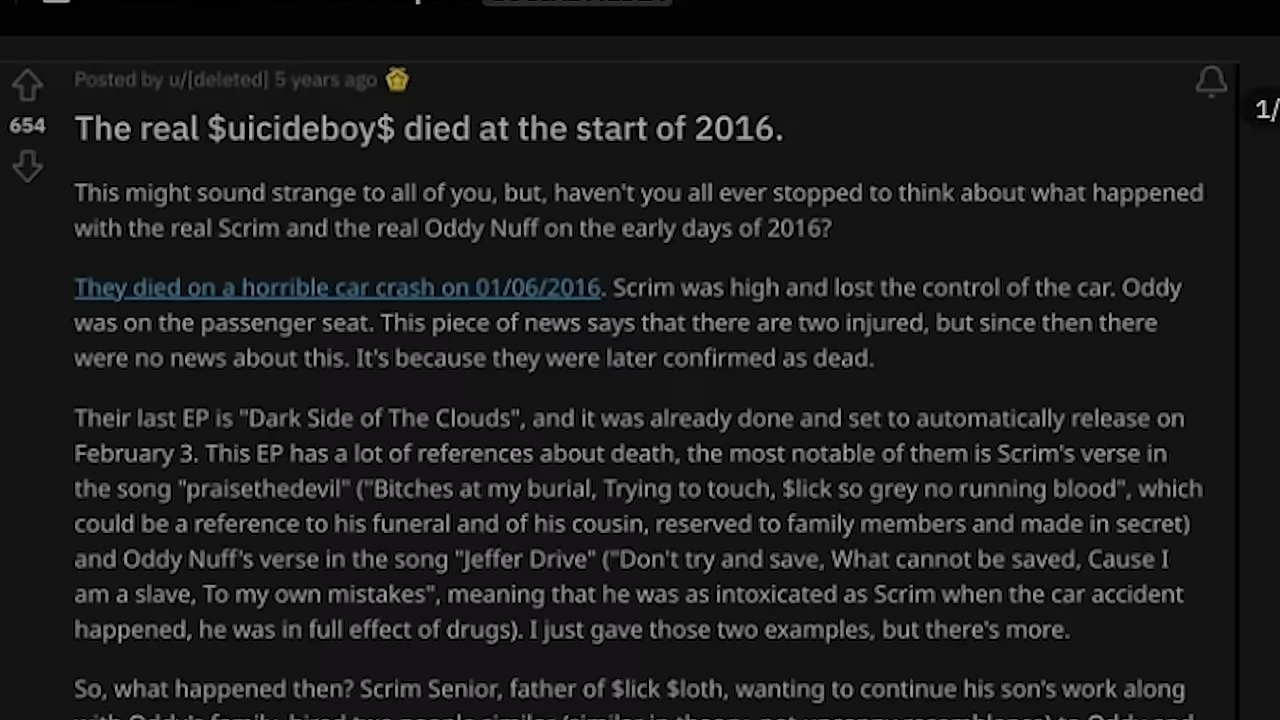 Posted by u/[deleted] 5 years ago
1/
654
The real $uicideboy$ died at the start of 2016.
This might sound strange to all of you, but, haven't you all ever stopped to think about what happened
with the real Scrim and the real Oddy Nuff on the early days of 2016?
They died on a horrible car crash on 01/06/2016. Scrim was high and lost the control of the car. Oddy
was on the passenger seat. This piece of news says that there are two injured, but since then there
were no news about this. It's because they were later confirmed as dead.
Their last EP is "Dark Side of The Clouds", and it was already done and set to automatically release on
February 3. This EP has a lot of references about death, the most notable of them is Scrim's verse in
the song "praisethedevil" ("Bitches at my burial, Trying to touch, $lick so grey no running blood", which
could be a reference to his funeral and of his cousin, reserved to family members and made in secret)
and Oddy Nuff's verse in the song "Jeffer Drive" ("Don't try and save, What cannot be saved, Cause I
am a slave, To my own mistakes", meaning that he was as intoxicated as Scrim when the car accident
happened, he was in full effect of drugs). I just gave those two examples, but there's more.
So, what happened then? Scrim Senior, father of $lick $loth, wanting to continue his son's work along